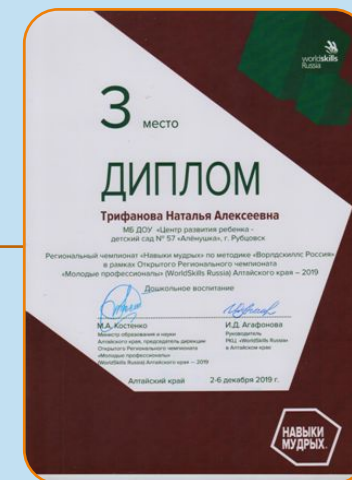 worldskills
Russia
3 место
ДИПЛОМ
Трифанова Наталья Алексеевна
МБ ДОУ «Центр развития ребенка -
детский сад № 57 «Алёнушка», г. Рубцовск
Региональный чемпионат «Навыки мудрых» по методике «Ворлдскиллс Россия»
в рамках Открытого Регионального чемпионата
«Молодые профессионалы» (WorldSkills Russia) Алтайского края – 2019
Дошкольное воспитание
М.А. Костенко
Министр образования и науки
Алтайского края, председатель дирекции
Открытого Регионального чемпионата
«Молодые профессионалы»
(WorldSkills Russia) Алтайского края – 2019
И.Д. Агафонова
Руководитель
РКЦ «WorldSkills Russia»
в Алтайском крае
Алтайский край 2-6 декабря 2019 г.
НАВЫКИ
МУДРЫХ